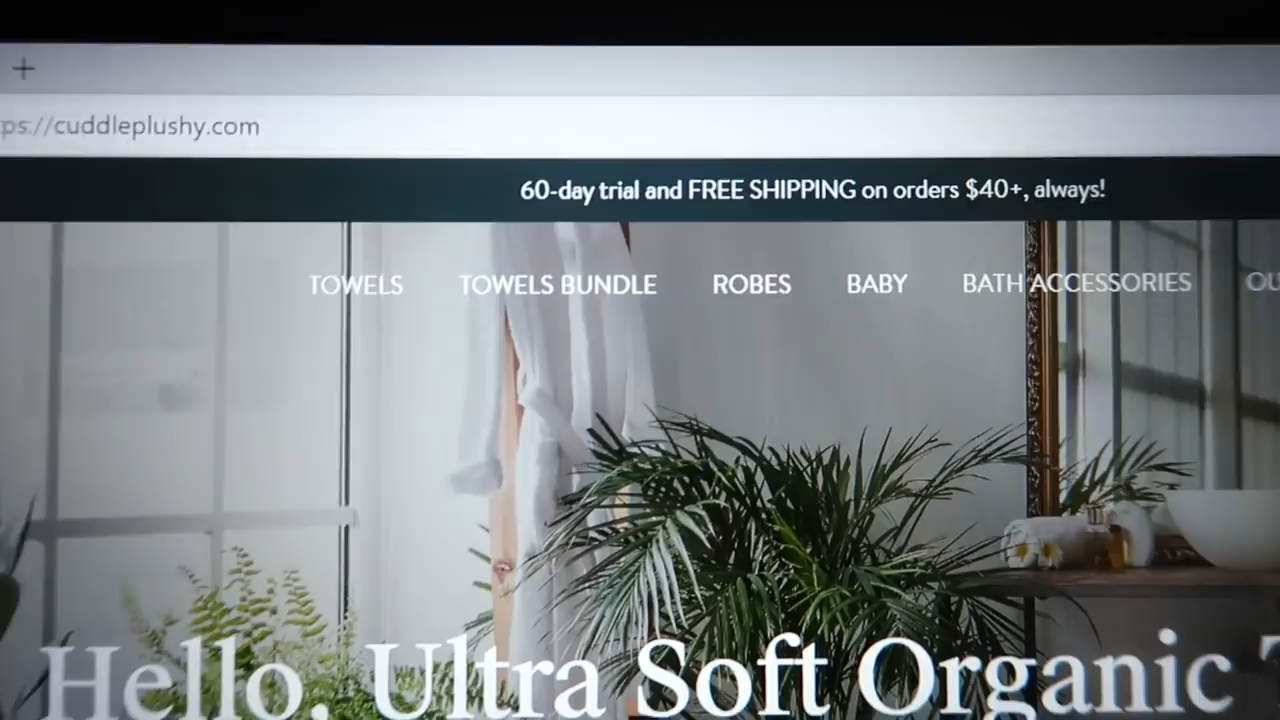 +
ps://cuddleplushy.com
60-day trial and FREE SHIPPING on orders $40+, always!
TOWELS TOWELS BUNDLE ROBES BABY BATH ACCESSORIES OU
Hello, Ultra Soft Organic T